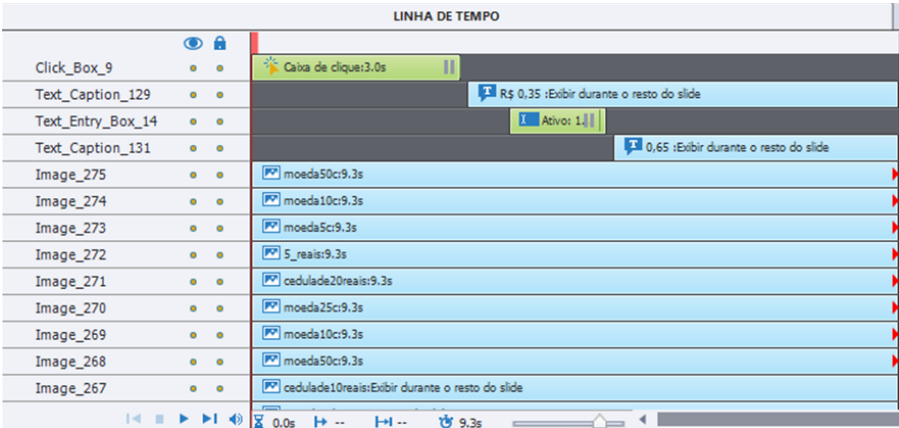 LINHA DE TEMPO
Click_Box_9 Caixa de clique:3.0s
Text_Caption_129 R$ 0,35 :Exibir durante o resto do slide
Text_Entry_Box_14 Ativo: 1.
Text_Caption_131 0,65 :Exibir durante o resto do slide
Image_275 moeda50c:9.3s
Image_274 moeda10c:9.3s
Image_273 moeda5c:9.3s
Image_272 5_reais:9.3s
Image_271 cedulade20reais:9.3s
Image_270 moeda25c:9.3s
Image_269 moeda10c:9.3s
Image_268 moeda50c:9.3s
Image_267 cedulade10reais:Exibir durante o resto do slide
0.0s -- -- 9.3s